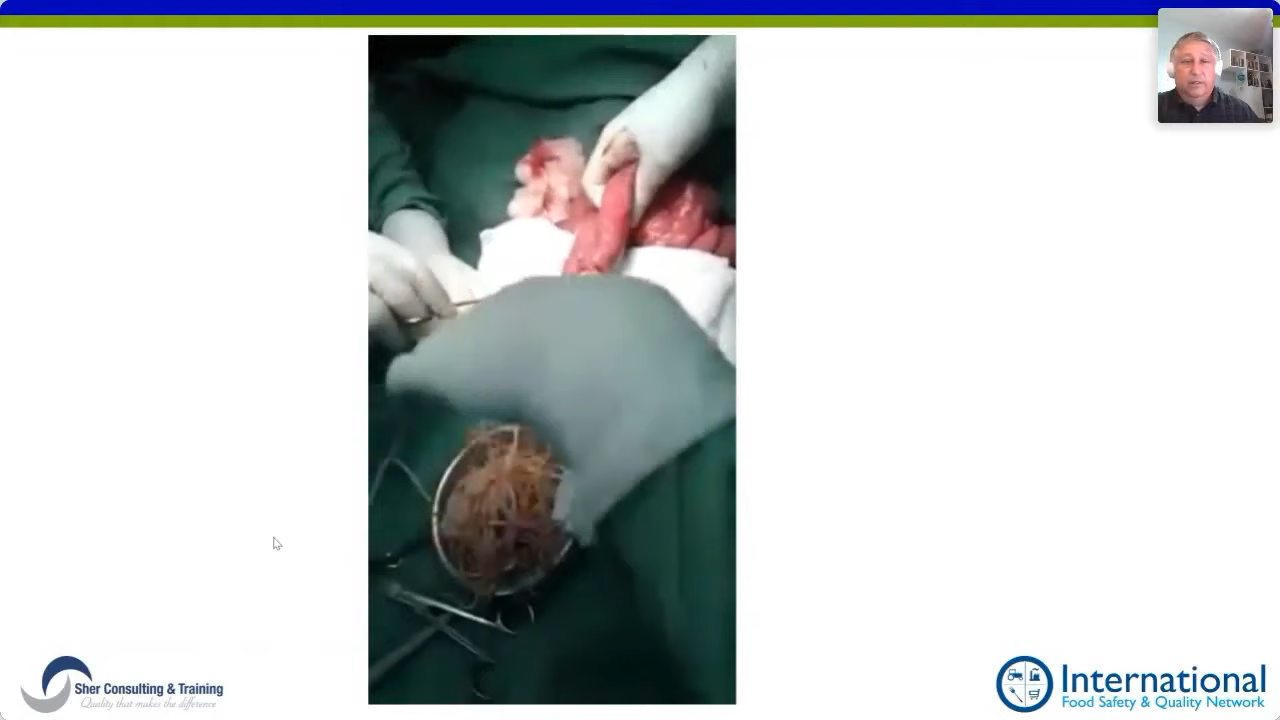 Sher Consulting & Training
Quality that makes the difference
International
Food Safety & Quality Network